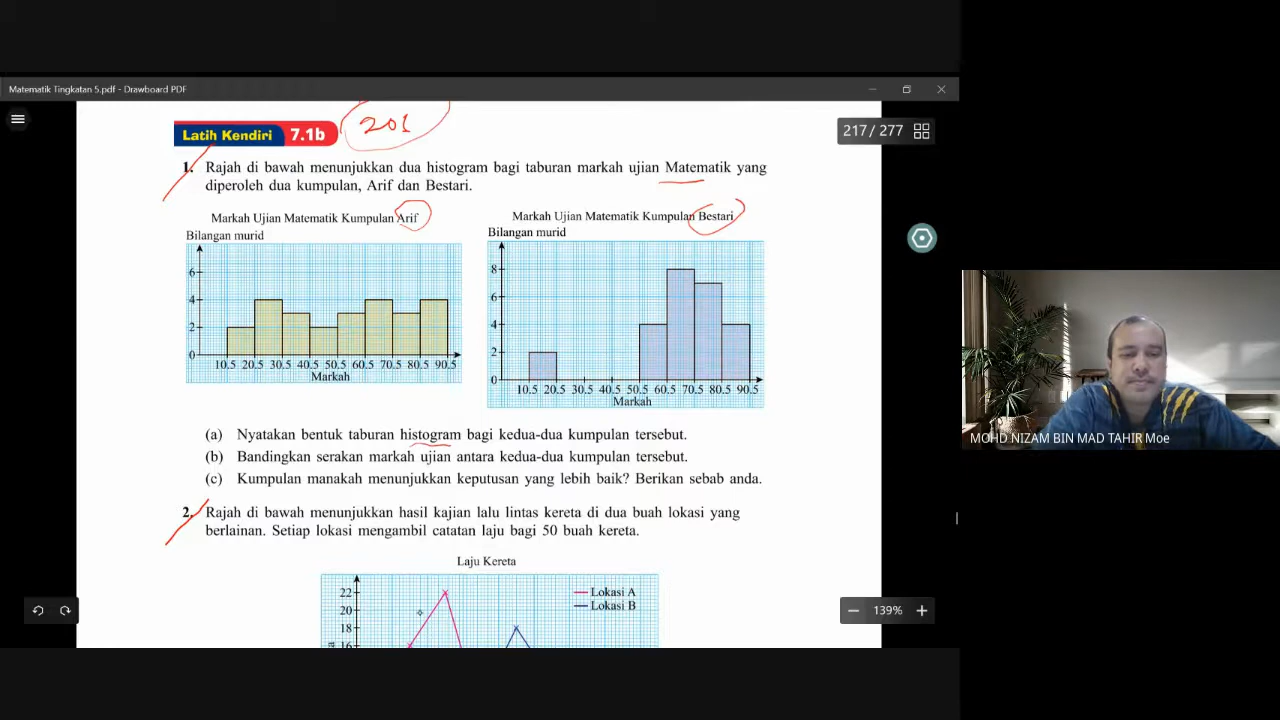 Matematik Tingkatan 5.pdf - Drawboard PDF
217 / 277
Latih Kendiri 7.1b
201
1. Rajah di bawah menunjukkan dua histogram bagi taburan markah ujian Matematik yang
diperoleh dua kumpulan, Arif dan Bestari.
Markah Ujian Matematik Kumpulan Arif
Bilangan murid
6
4
2
0
10.5 20.5 30.5 40.5 50.5 60.5 70.5 80.5 90.5
Markah
Markah Ujian Matematik Kumpulan Bestari
Bilangan murid
8
6
4
2
0
10.5 20.5 30.5 40.5 50.5 60.5 70.5 80.5 90.5
Markah
(a) Nyatakan bentuk taburan histogram bagi kedua-dua kumpulan tersebut.
(b) Bandingkan serakan markah ujian antara kedua-dua kumpulan tersebut.
(c) Kumpulan manakah menunjukkan keputusan yang lebih baik? Berikan sebab anda.
2. Rajah di bawah menunjukkan hasil kajian lalu lintas kereta di dua buah lokasi yang
berlainan. Setiap lokasi mengambil catatan laju bagi 50 buah kereta.
Laju Kereta
22
20
18
16
Lokasi A
Lokasi B
139%
MOHD NIZAM BIN MAD TAHIR Moe